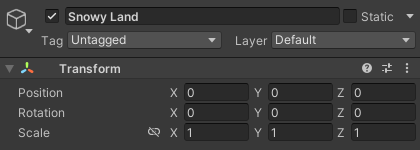 Snowy Land Static
Tag Untagged Layer Default
Transform
Position X 0 Y 0 Z 0
Rotation X 0 Y 0 Z 0
Scale X 1 Y 1 Z 1